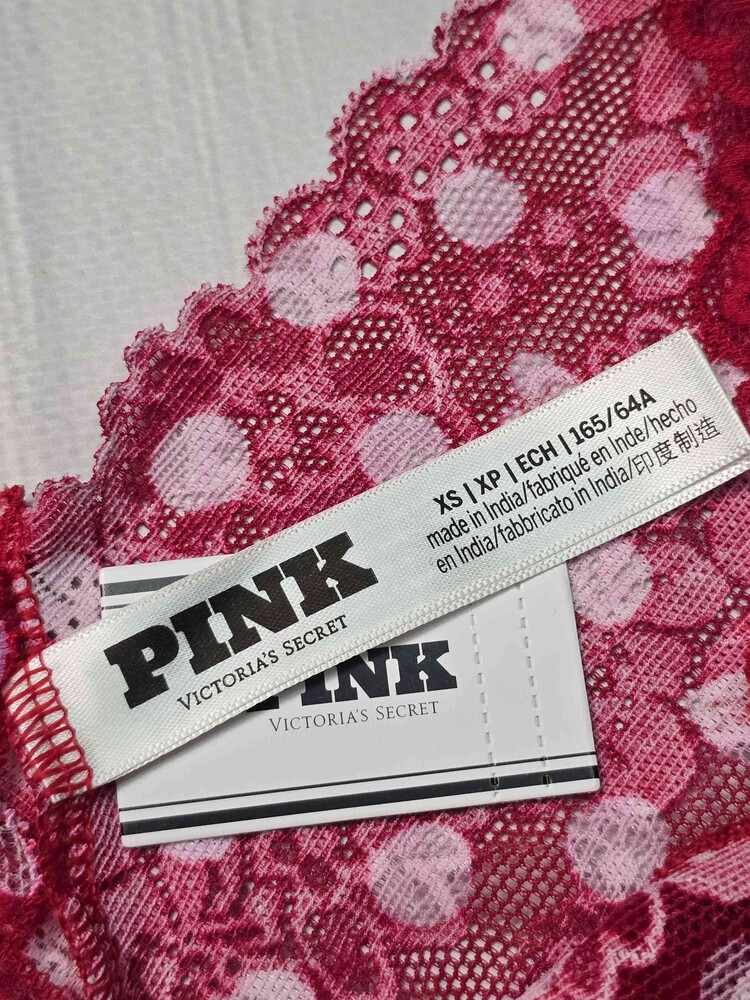 PINK
VICTORIA'S SECRET
XS | XP | ECH | 165/64A
made in India/fabriqué en Inde/hecho
en India/fabbricato in India/印度制造
PINK
VICTORIA'S SECRET